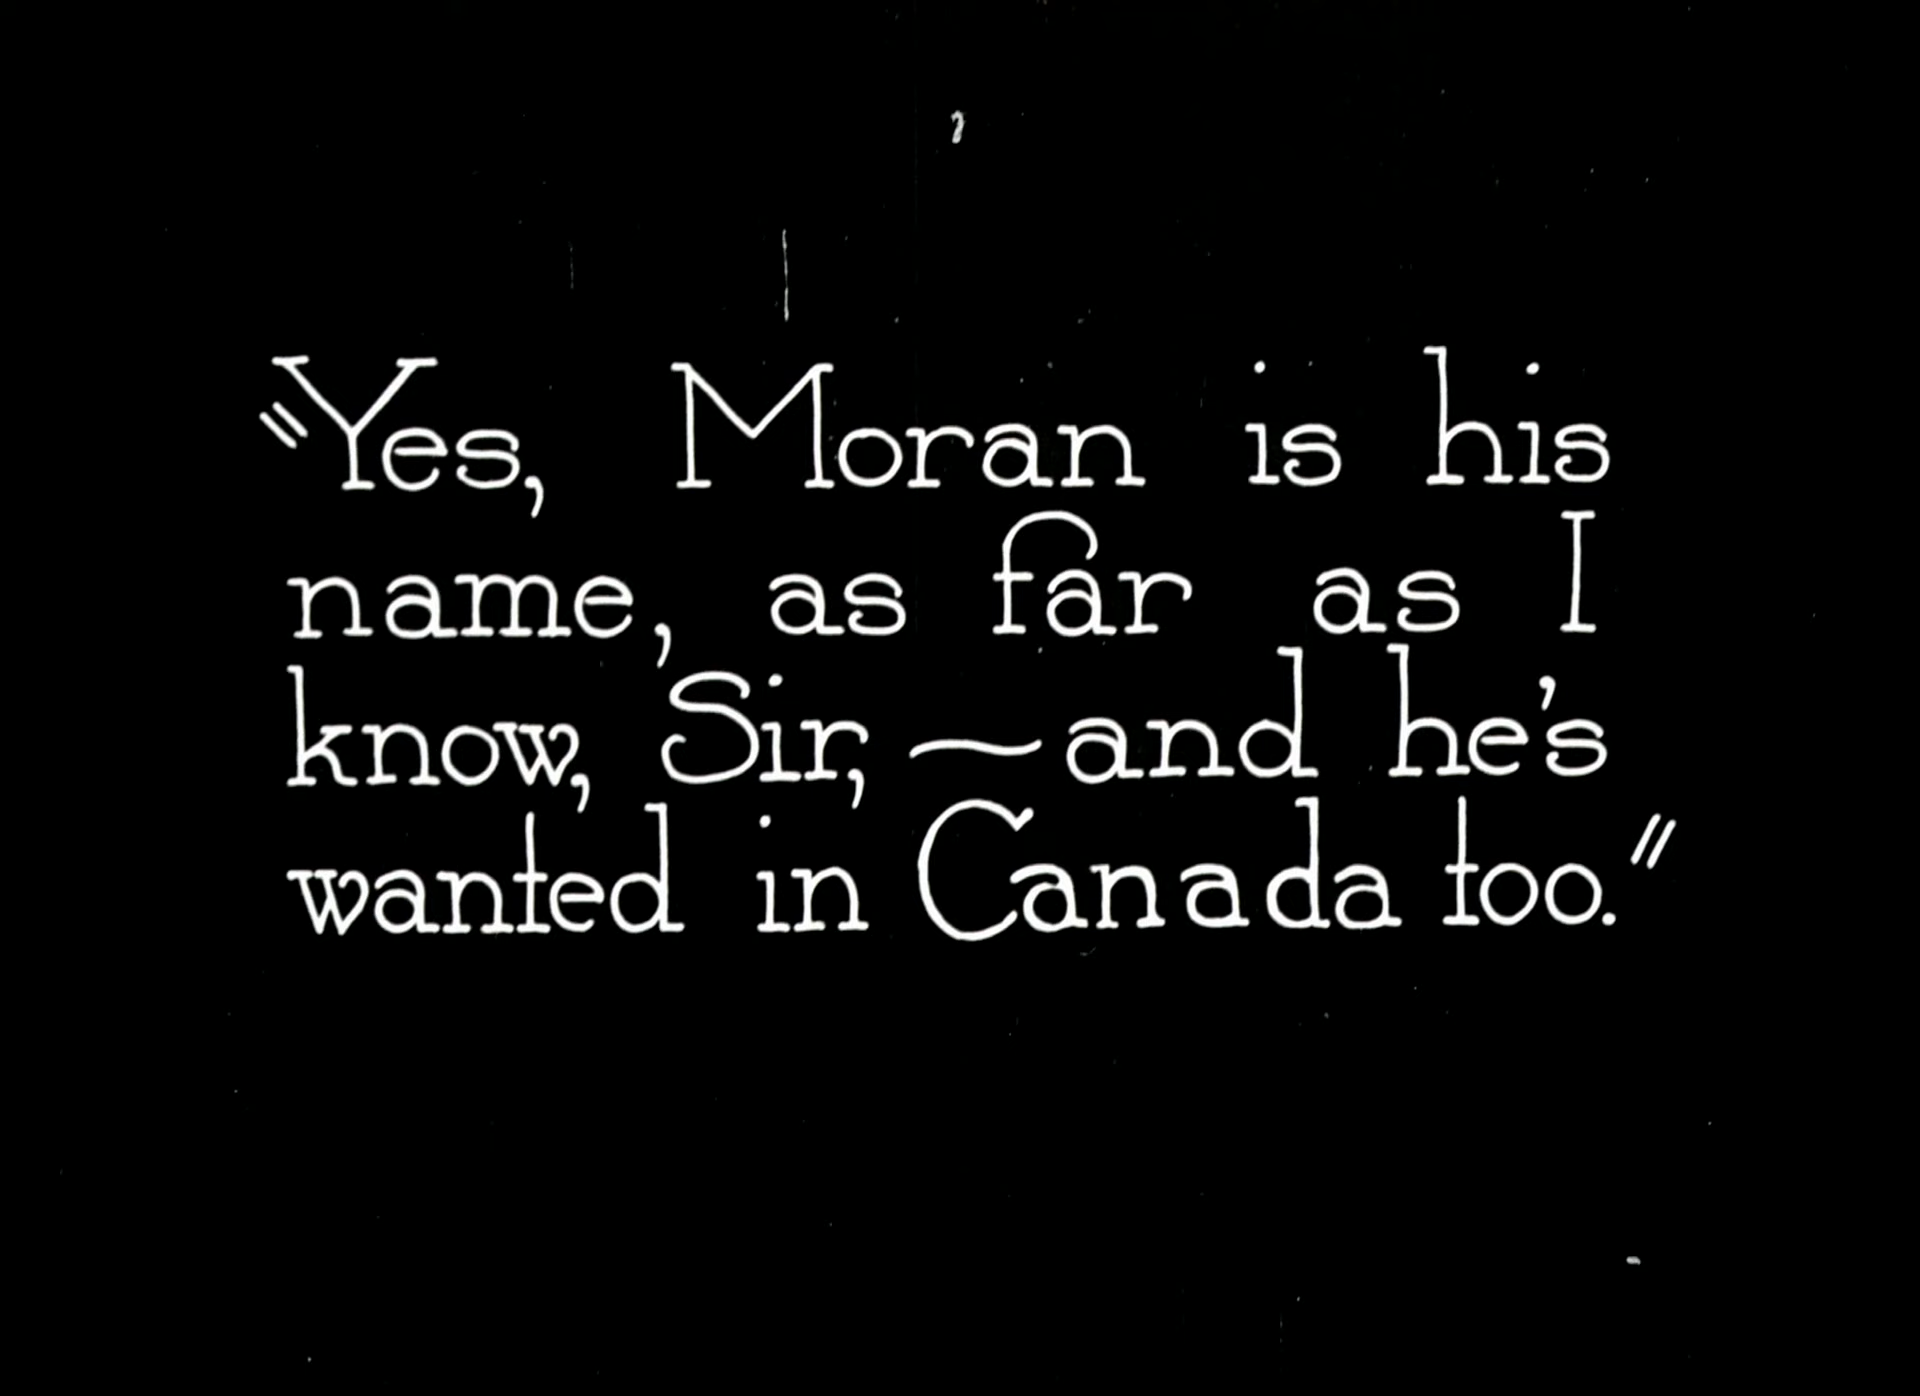 "Yes, Moran is his
name, as far as I
know, Sir, —and he's
wanted in Canada too."